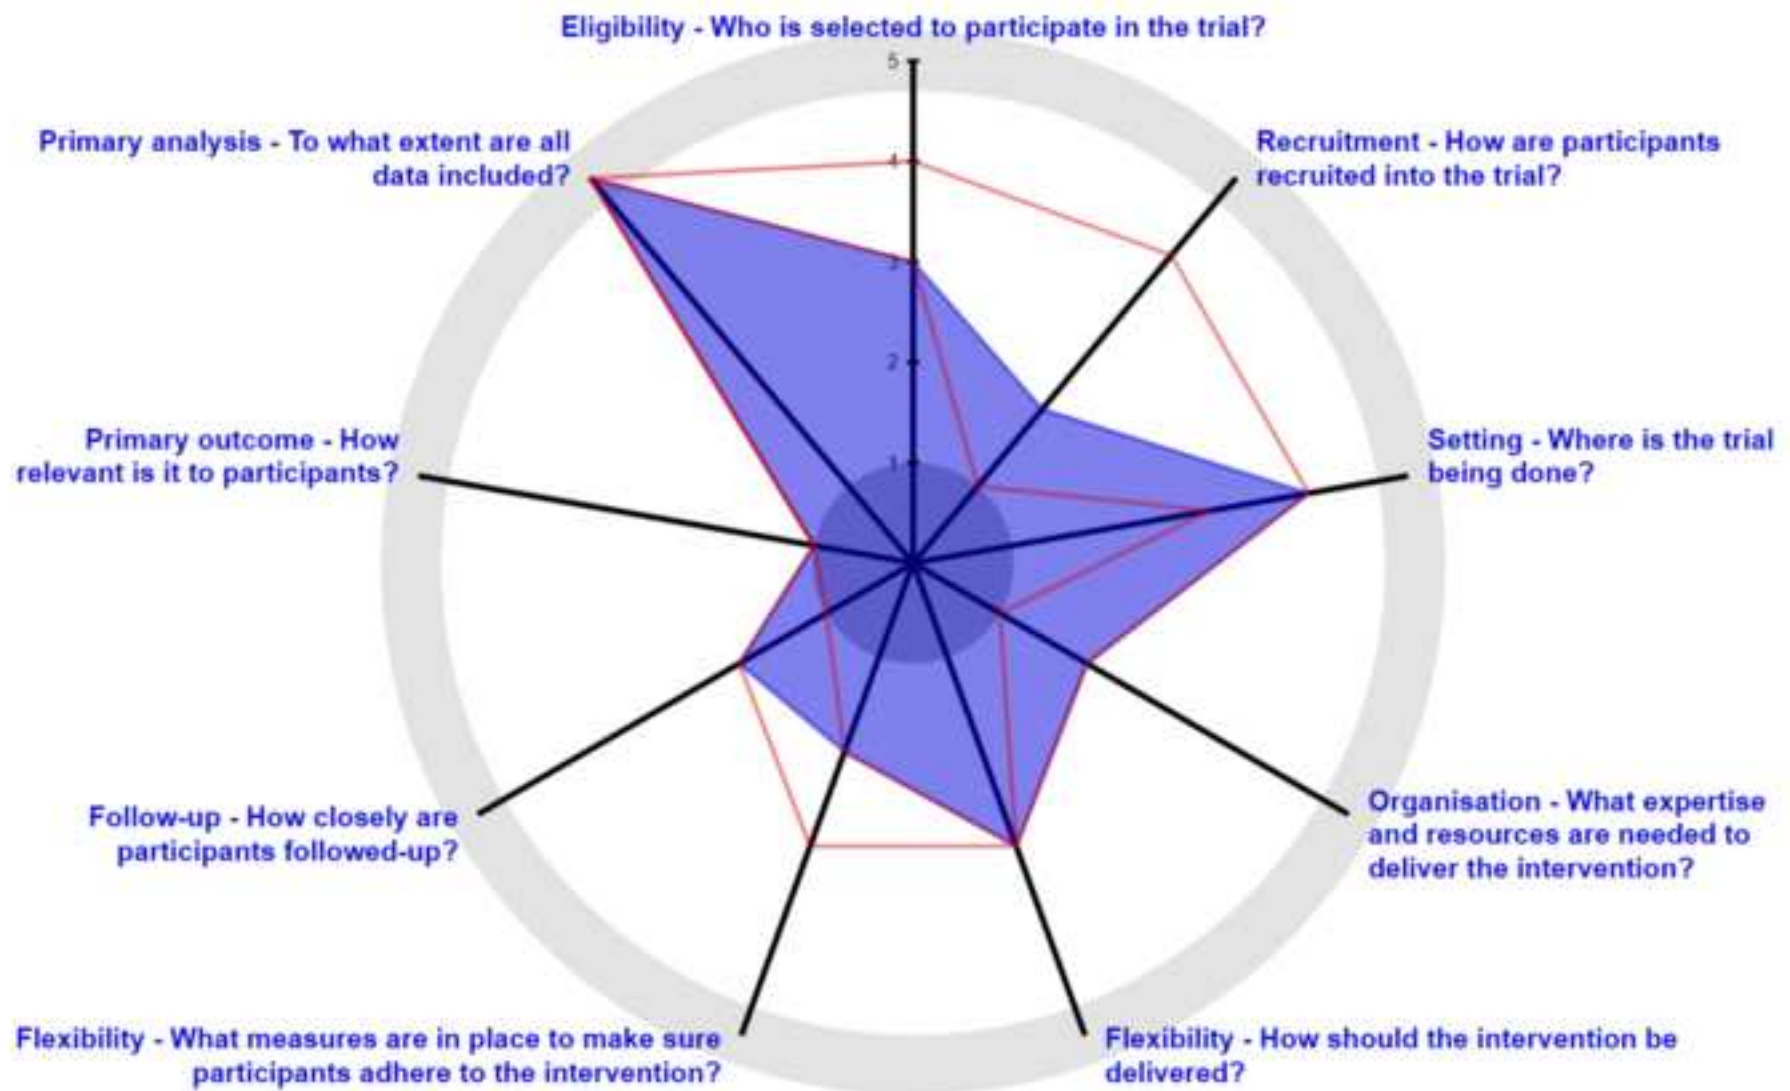 Eligibility - Who is selected to participate in the trial?
5
Primary analysis - To what extent are all
data included?
Recruitment - How are participants
recruited into the trial?
4
3
2
1
Primary outcome - How
relevant is it to participants?
Setting - Where is the trial
being done?
Follow-up - How closely are
participants followed-up?
Organisation - What expertise
and resources are needed to
deliver the intervention?
Flexibility - What measures are in place to make sure
participants adhere to the intervention?
Flexibility - How should the intervention be
delivered?